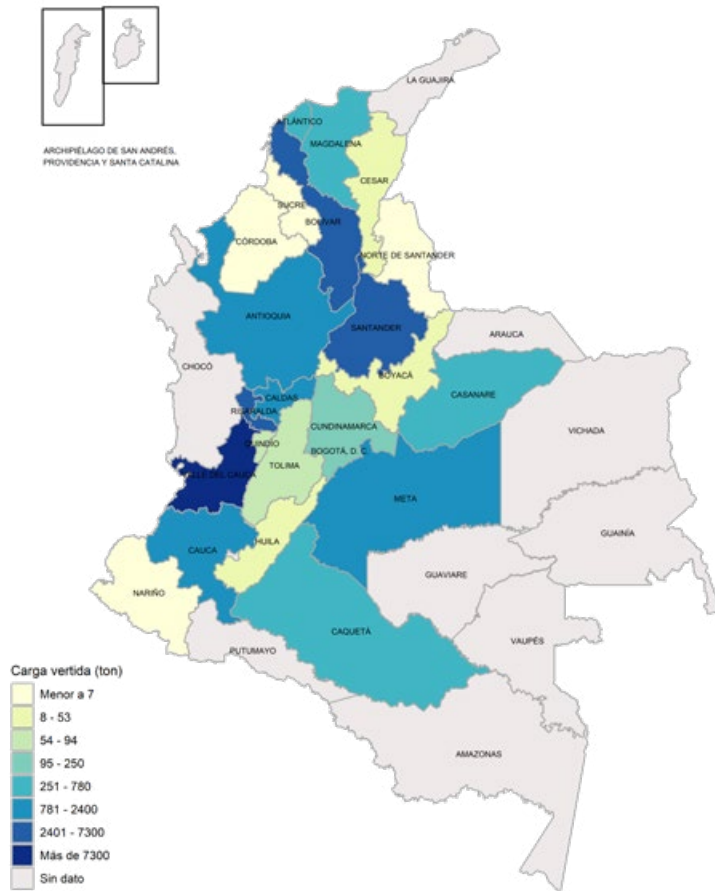 LA GUAJIRA
ARCHIPIÉLAGO DE SAN ANDRÉS,
PROVIDENCIA Y SANTA CATALINA
ATLÁNTICO
MAGDALENA
CESAR
SUCRE
BOLÍVAR
CÓRDOBA
NORTE DE SANTANDER
ANTIOQUIA
SANTANDER
ARAUCA
CHOCÓ
BOYACÁ
CASANARE
CALDAS
RISARALDA
CUNDINAMARCA
VICHADA
QUINDÍO
BOGOTÁ, D. C.
TOLIMA
VALLE DEL CAUCA
META
GUAINÍA
HUILA
CAUCA
GUAVIARE
NARIÑO
CAQUETÁ
VAUPÉS
PUTUMAYO
AMAZONAS
Carga vertida (ton)
Menor a 7
8 - 53
54 - 94
95 - 250
251 - 780
781 - 2400
2401 - 7300
Más de 7300
Sin dato